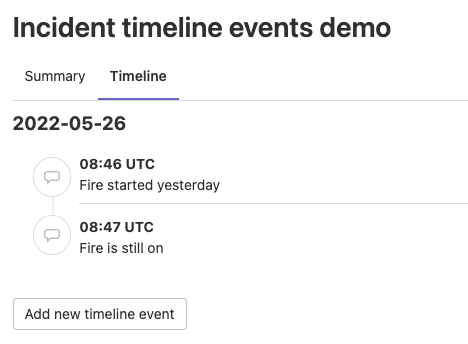 Incident timeline events demo
Summary Timeline
2022-05-26
08:46 UTC
Fire started yesterday
08:47 UTC
Fire is still on
Add new timeline event